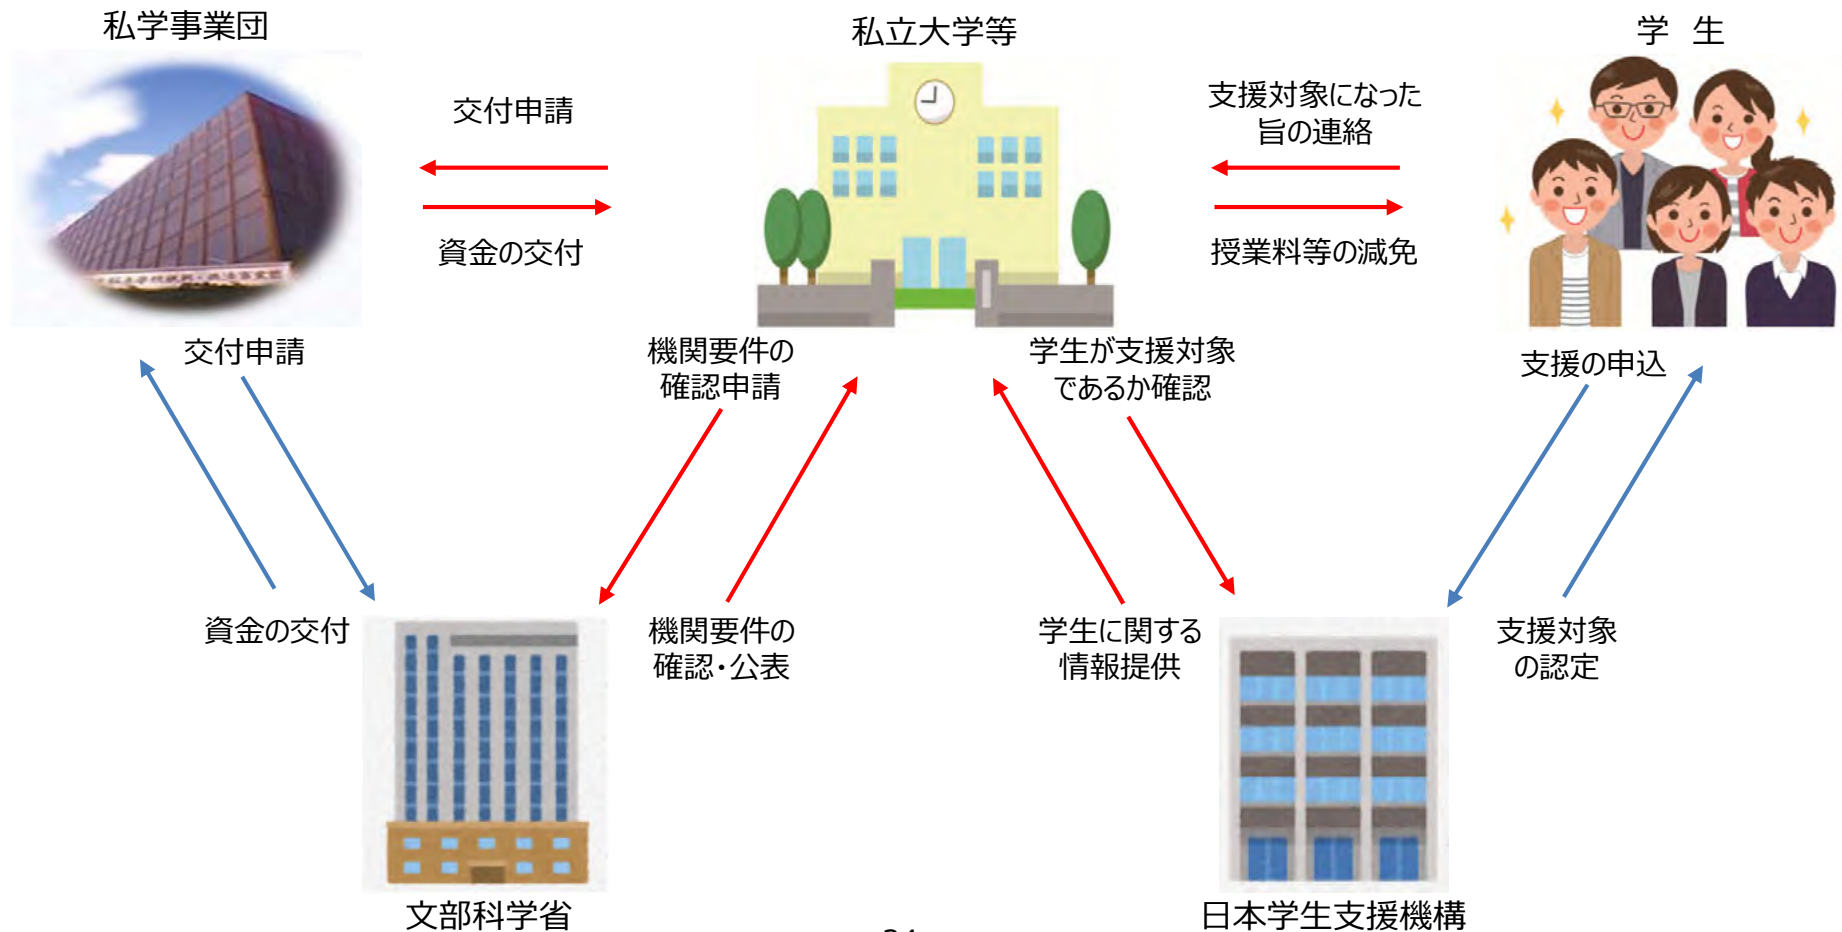 私学事業団
私立大学等
学 生
交付申請
支援対象になった
旨の連絡
資金の交付
授業料等の減免
交付申請
機関要件の
確認申請
学生が支援対象
であるか確認
支援の申込
資金の交付
機関要件の
確認・公表
学生に関する
情報提供
支援対象
の認定
文部科学省
日本学生支援機構